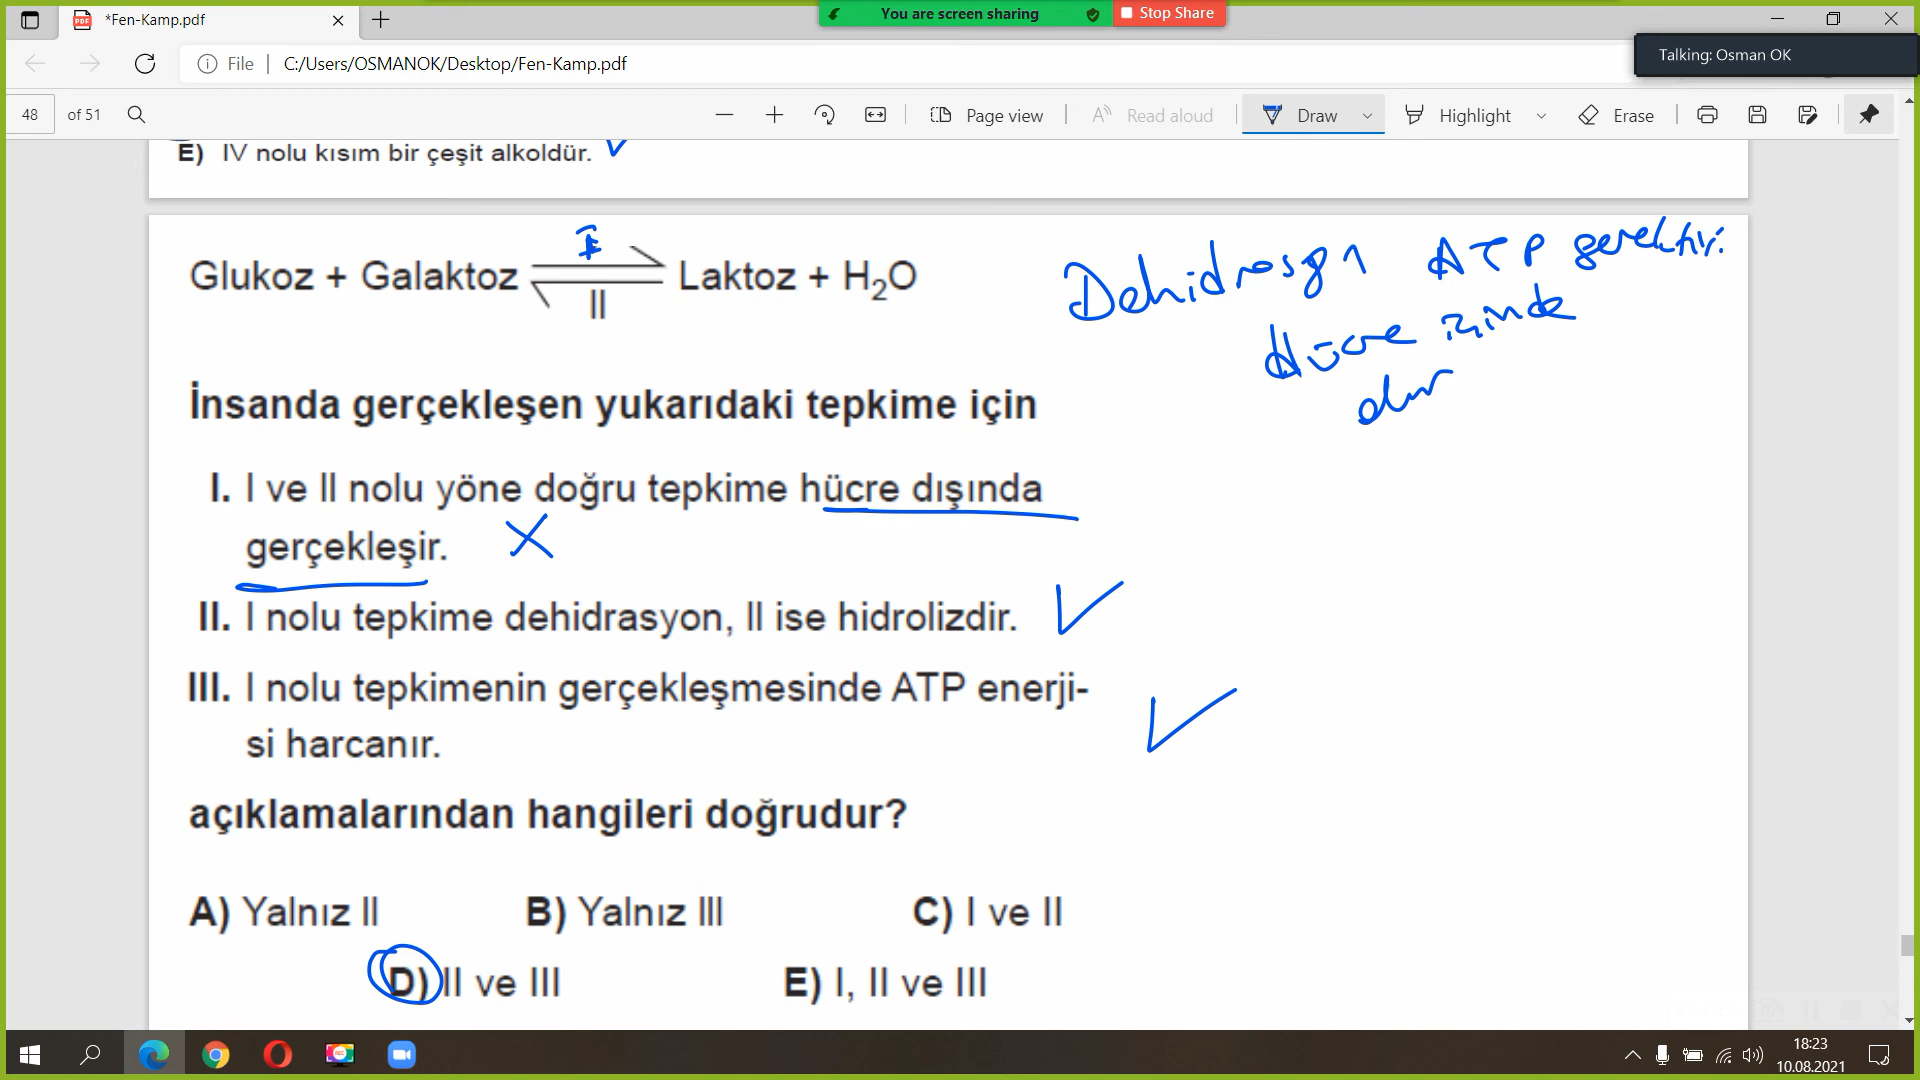 *Fen-Kamp.pdf
You are screen sharing
Stop Share
Talking: Osman OK
File
C:/Users/OSMANOK/Desktop/Fen-Kamp.pdf
48 of 51
Page view
Read aloud
Draw
Highlight
Erase
E) IV nolu kısım bir çeşit alkoldür.
I
Glukoz + Galaktoz ⇌ Laktoz + H₂O
II
Dehidrasyon ATP gerektirir.
Hücre içinde
olur
İnsanda gerçekleşen yukarıdaki tepkime için
I. I ve II nolu yöne doğru tepkime hücre dışında
gerçekleşir.
II. I nolu tepkime dehidrasyon, II ise hidrolizdir.
III. I nolu tepkimenin gerçekleşmesinde ATP enerji-
si harcanır.
açıklamalarından hangileri doğrudur?
A) Yalnız II B) Yalnız III C) I ve II
D) II ve III E) I, II ve III
18:23
10.08.2021